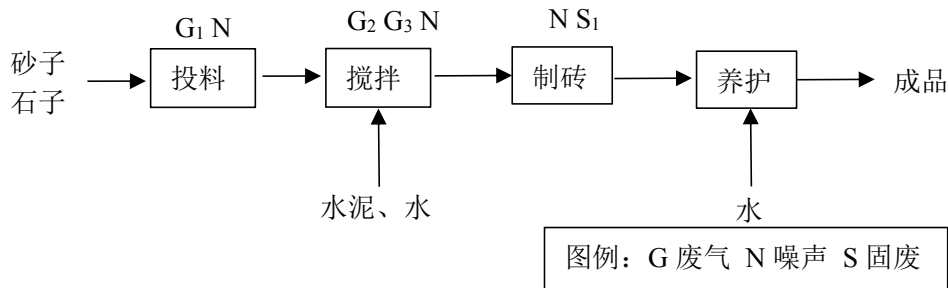 G₁ N
G₂ G₃ N
N S₁
砂子
石子
投料
搅拌
制砖
养护
成品
水泥、水
水
图例：G 废气 N 噪声 S 固废